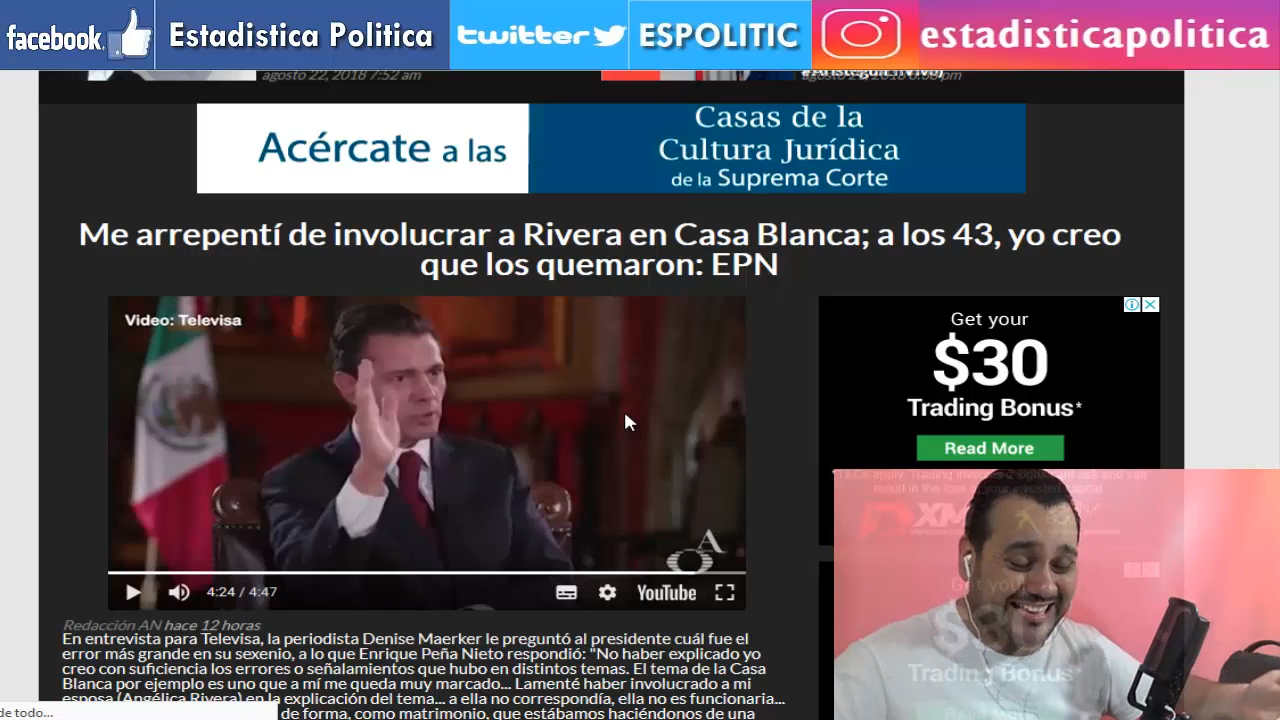 facebook. Estadistica Politica twitter ESPOLITIC estadisticapolitica
agosto 22, 2018 7:52 am
Acércate a las
Casas de la
Cultura Jurídica
de la Suprema Corte
Me arrepentí de involucrar a Rivera en Casa Blanca; a los 43, yo creo
que los quemaron: EPN
Video: Televisa
4:24 / 4:47
YouTube
Redacción AN hace 12 horas
En entrevista para Televisa, la periodista Denise Maerker le preguntó al presidente cuál fue el
error más grande en su sexenio, a lo que Enrique Peña Nieto respondió: "No haber explicado yo
creo con suficiencia los errores o señalamientos que hubo en distintos temas. El tema de la Casa
Blanca por ejemplo es uno que a mí me queda muy marcado... Lamenté haber involucrado a mi
esposa (Angélica Rivera) en la explicación del tema... a ella no correspondía, ella no es funcionaria...
de forma, como matrimonio, que estábamos haciéndonos de una
de todo...
Get your
$30
Trading Bonus*
Read More
XM
Get your
$3
Trading Bonus*